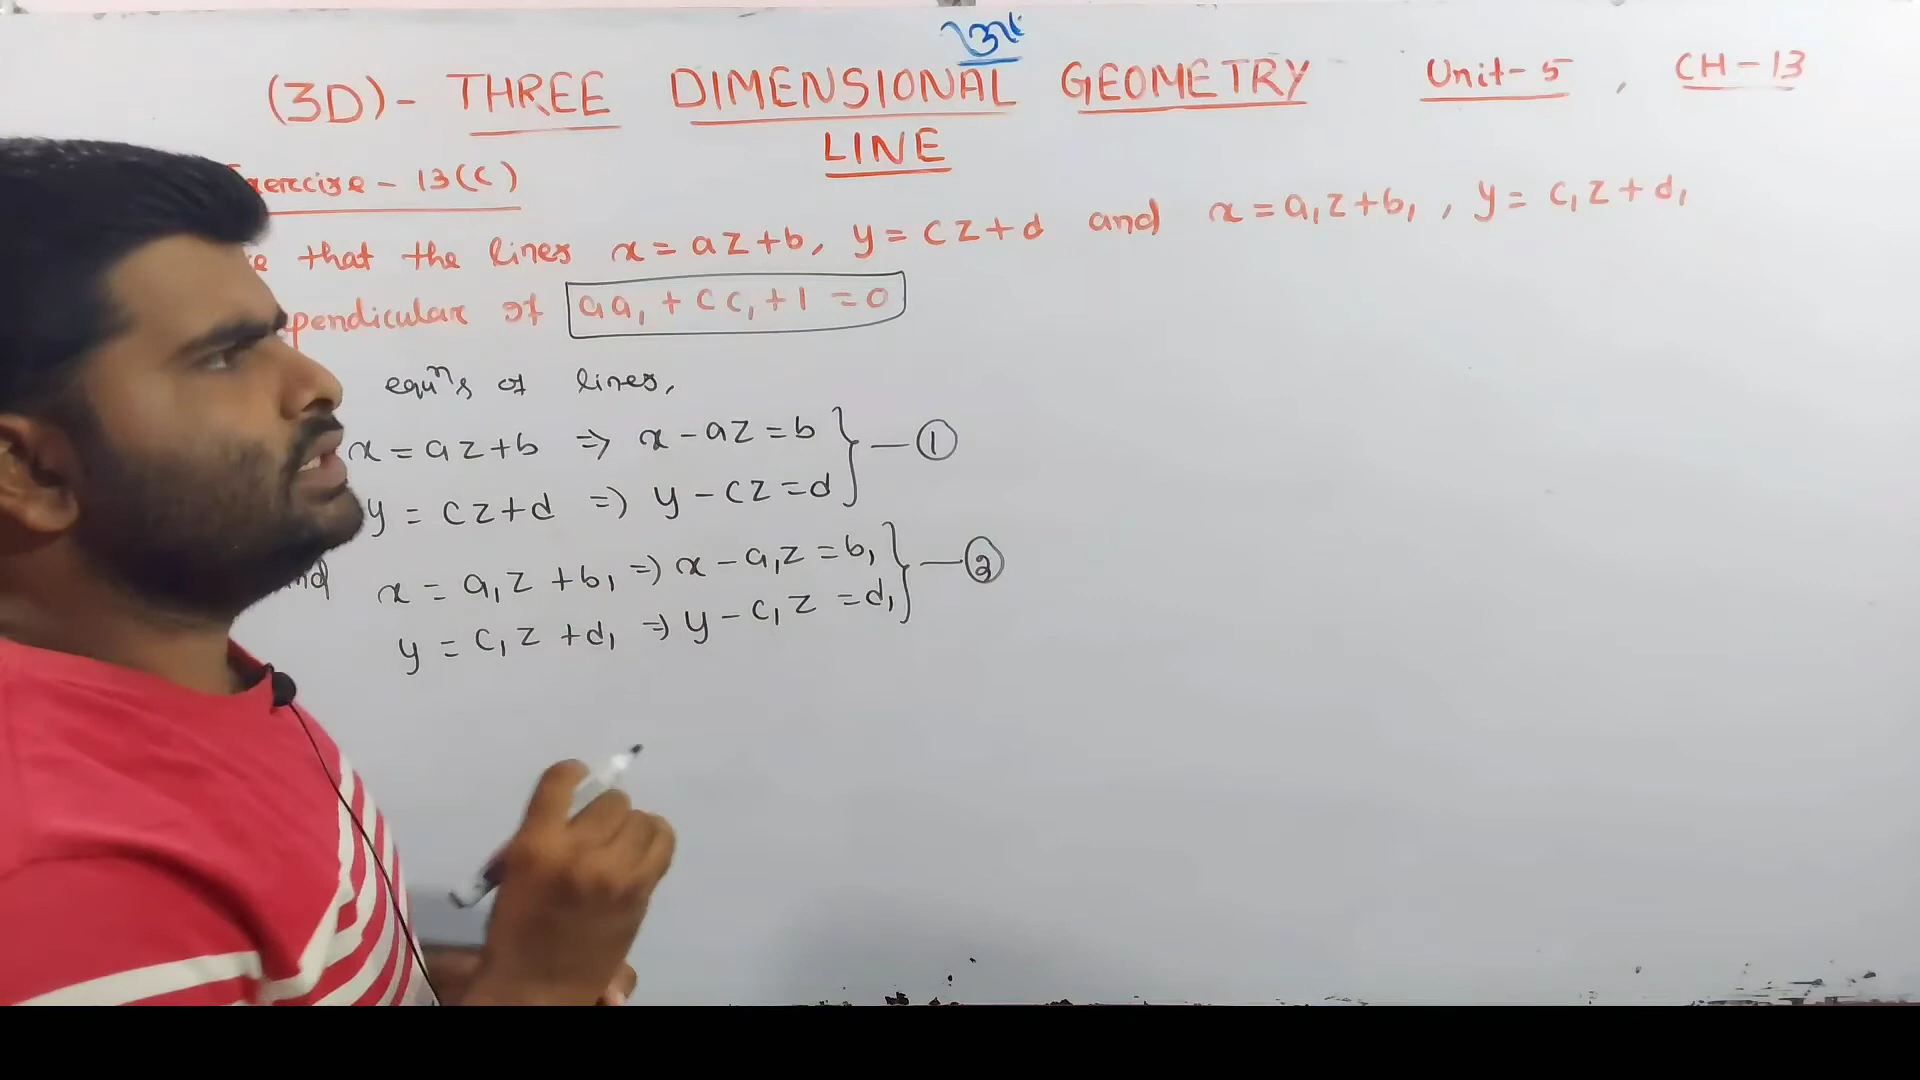 (3D)- THREE DIMENSIONAL GEOMETRY Unit-5 , CH-13
LINE
Exercise - 13(C)
that the lines x = az+b, y = cz+d and x = a₁z+b₁, y = c₁z+d₁
of aa₁ + cc₁ + 1 = 0
equⁿs of lines,
x = az+b ⇒ x - az = b } — ①
y = cz+d ⇒ y - cz = d
x = a₁z + b₁ ⇒ x - a₁z = b₁ } — ②
y = c₁z + d₁ ⇒ y - c₁z = d₁